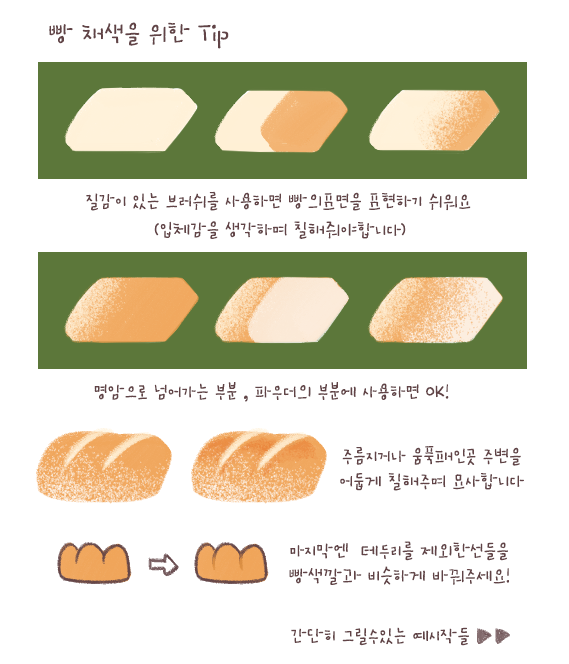 빵 채색을 위한 Tip
질감이 있는 브러쉬를 사용하면 빵의표면을 표현하기 쉬워요
(입체감을 생각하며 칠해줘야합니다)
명암으로 넘어가는 부분, 파우더의 부분에 사용하면 OK!
주름지거나 움푹패인곳 주변을
어둡게 칠해주며 묘사합니다
마지막엔 테두리를 제외한선들을
빵색깔과 비슷하게 바꿔주세요!
간단히 그릴수있는 예시작들